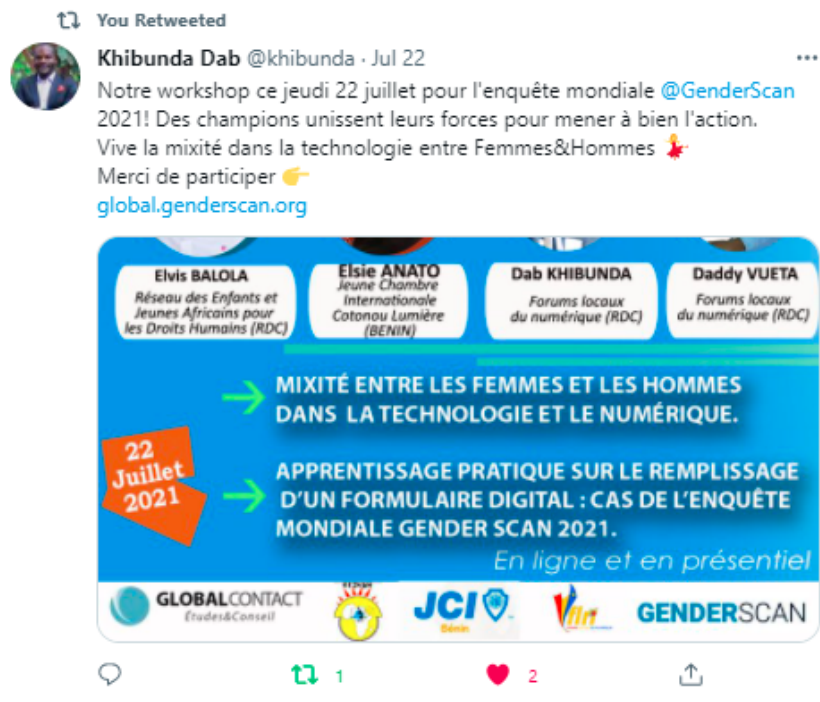 You Retweeted
Khibunda Dab @khibunda · Jul 22
Notre workshop ce jeudi 22 juillet pour l'enquête mondiale @GenderScan
2021! Des champions unissent leurs forces pour mener à bien l'action.
Vive la mixité dans la technologie entre Femmes&Hommes
Merci de participer
global.genderscan.org
Elvis BALOLA
Réseau des Enfants et
Jeunes Africains pour
les Droits Humains (RDC)
Elsie ANATO
Jeune Chambre
Internationale
Cotonou Lumière
(BENIN)
Dab KHIBUNDA
Forums locaux
du numérique (RDC)
Daddy VUETA
Forums locaux
du numérique (RDC)
MIXITÉ ENTRE LES FEMMES ET LES HOMMES
DANS LA TECHNOLOGIE ET LE NUMÉRIQUE.
22
Juillet
2021
APPRENTISSAGE PRATIQUE SUR LE REMPLISSAGE
D'UN FORMULAIRE DIGITAL : CAS DE L'ENQUÊTE
MONDIALE GENDER SCAN 2021.
En ligne et en présentiel
GLOBALCONTACT
Études&Conseil
JCI
Bénin
GENDERSCAN
1
2